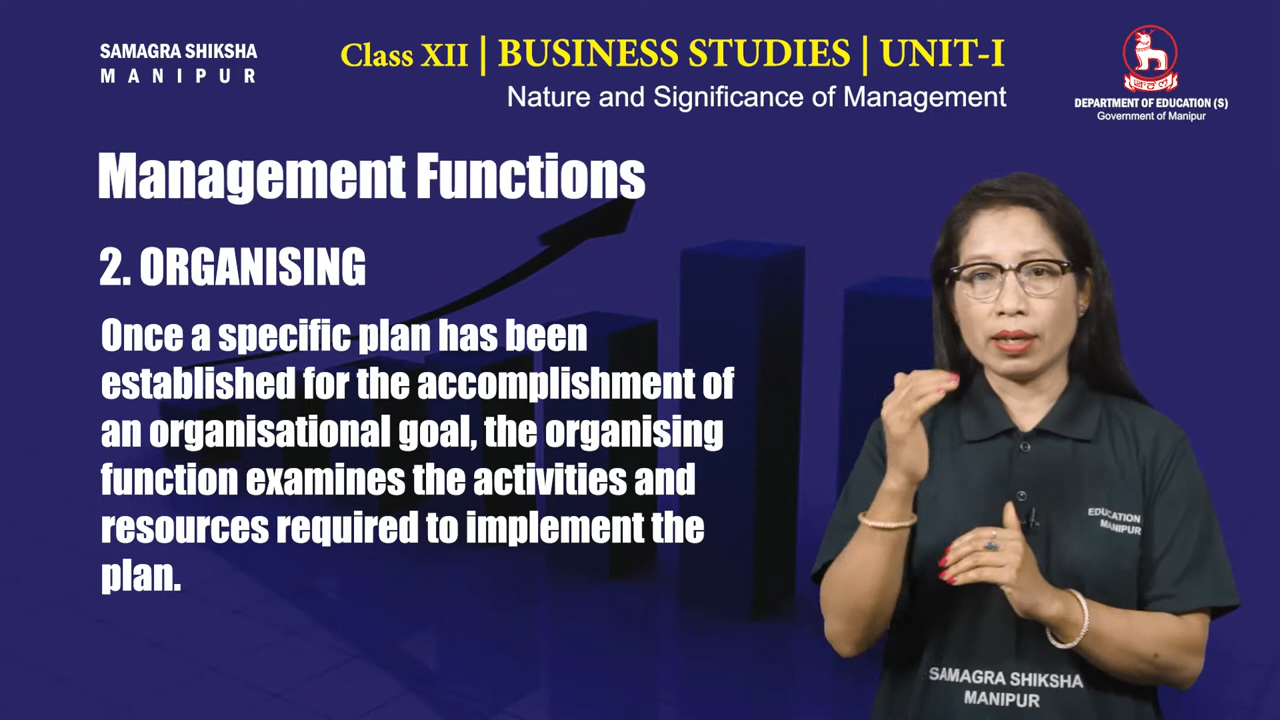 SAMAGRA SHIKSHA
MANIPUR
Class XII | BUSINESS STUDIES | UNIT-I
Nature and Significance of Management
DEPARTMENT OF EDUCATION (S)
Government of Manipur
Management Functions
2. ORGANISING
Once a specific plan has been
established for the accomplishment of
an organisational goal, the organising
function examines the activities and
resources required to implement the
plan.
EDUCATION
MANIPUR
SAMAGRA SHIKSHA
MANIPUR